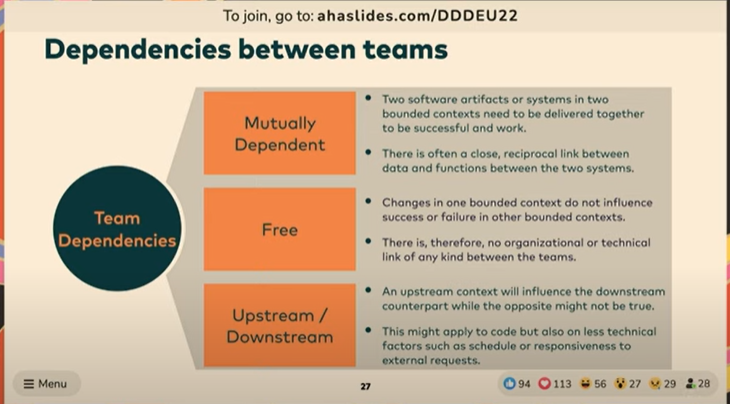 To join, go to: ahaslides.com/DDDEU22
Dependencies between teams
Team
Dependencies
Mutually
Dependent
• Two software artifacts or systems in two
bounded contexts need to be delivered together
to be successful and work.
• There is often a close, reciprocal link between
data and functions between the two systems.
Free
• Changes in one bounded context do not influence
success or failure in other bounded contexts.
• There is, therefore, no organizational or technical
link of any kind between the teams.
Upstream /
Downstream
• An upstream context will influence the downstream
counterpart while the opposite might not be true.
• This might apply to code but also on less technical
factors such as schedule or responsiveness to
external requests.
Menu
27
94 113 56 27 29 28